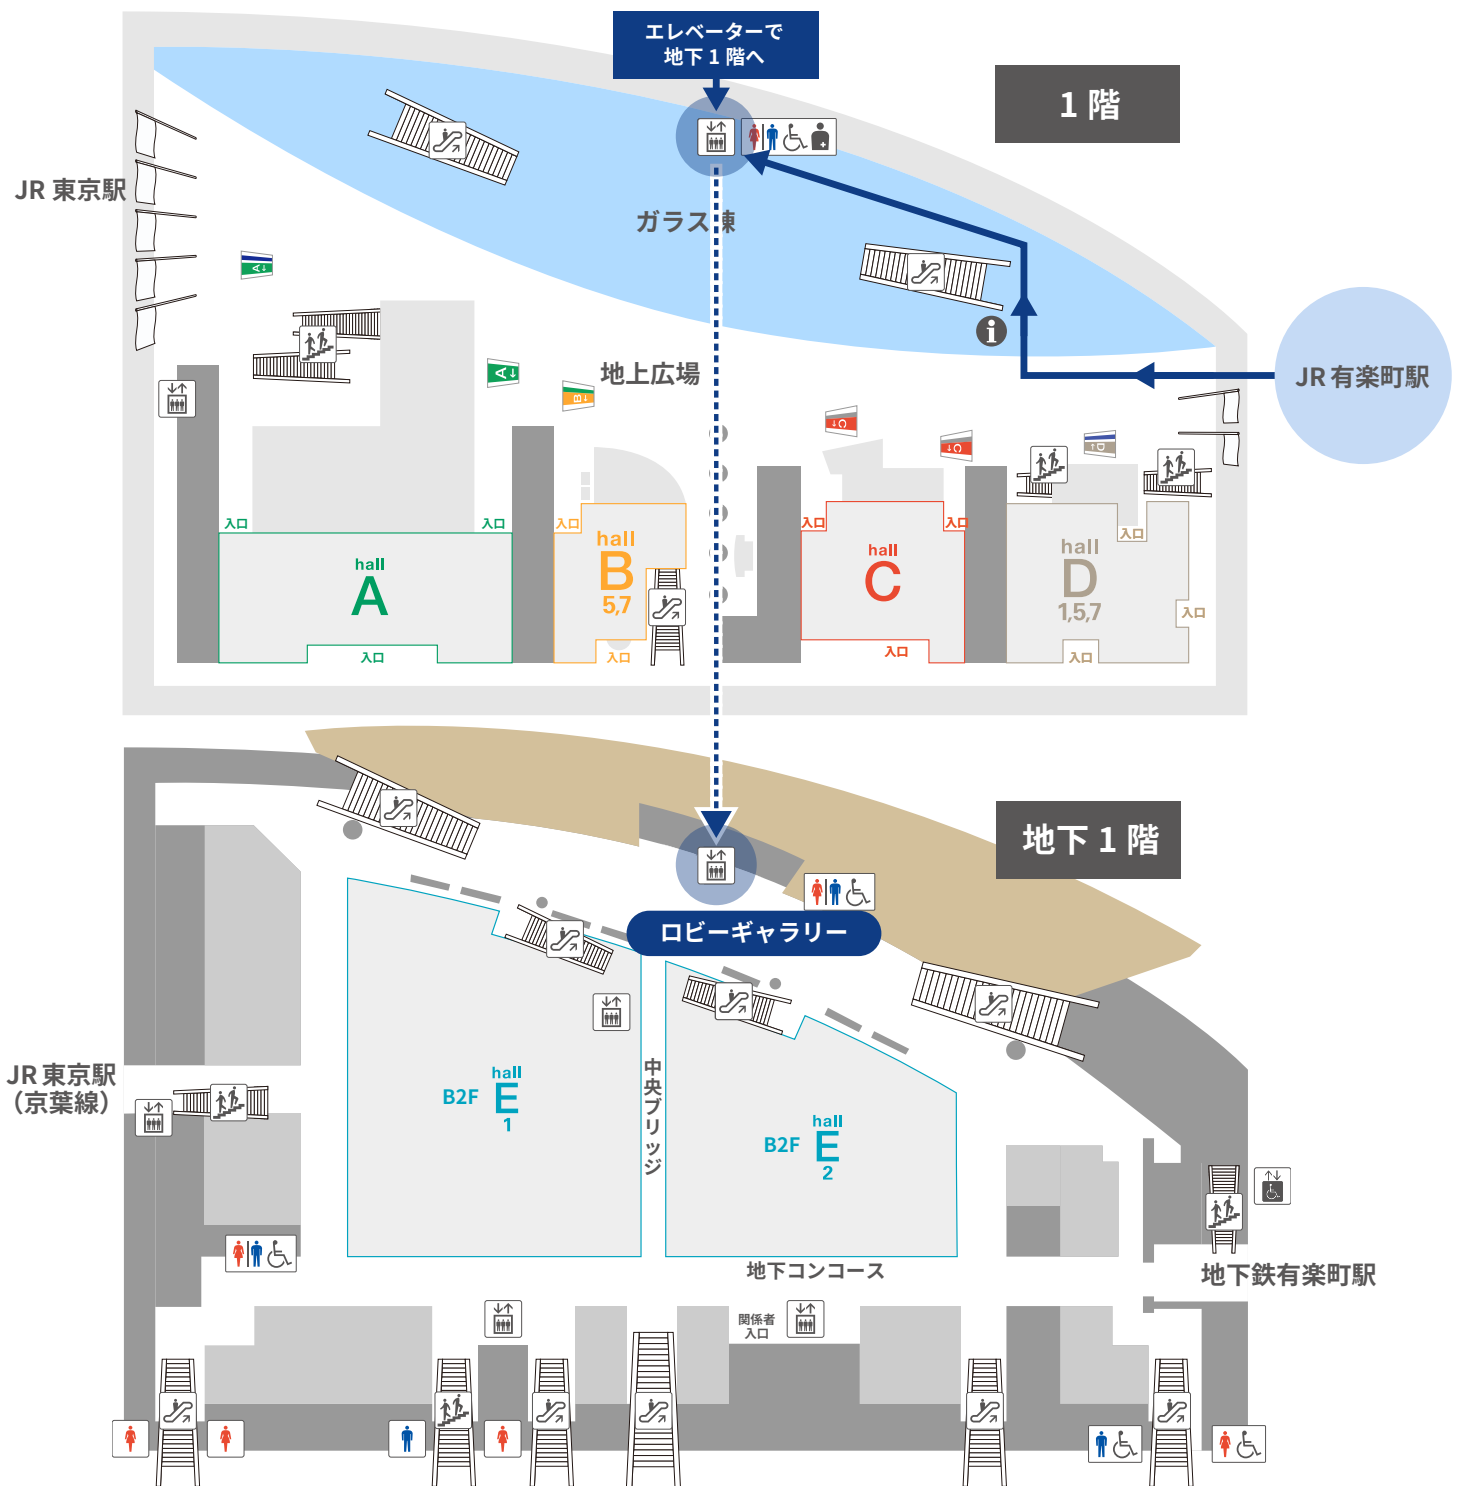 エレベーターで
地下1階へ
1階
JR 東京駅
ガラス棟
i
JR 有楽町駅
A
A
B
地上広場
C
C
D
入口
入口
入口
入口
入口
入口
hall
A
入口
hall
B
5,7
入口
hall
C
入口
hall
D
1,5,7
入口
入口
地下1階
ロビーギャラリー
JR 東京駅
（京葉線）
B2F
hall
E
1
中央ブリッジ
B2F
hall
E
2
地下コンコース
地下鉄有楽町駅
関係者
入口